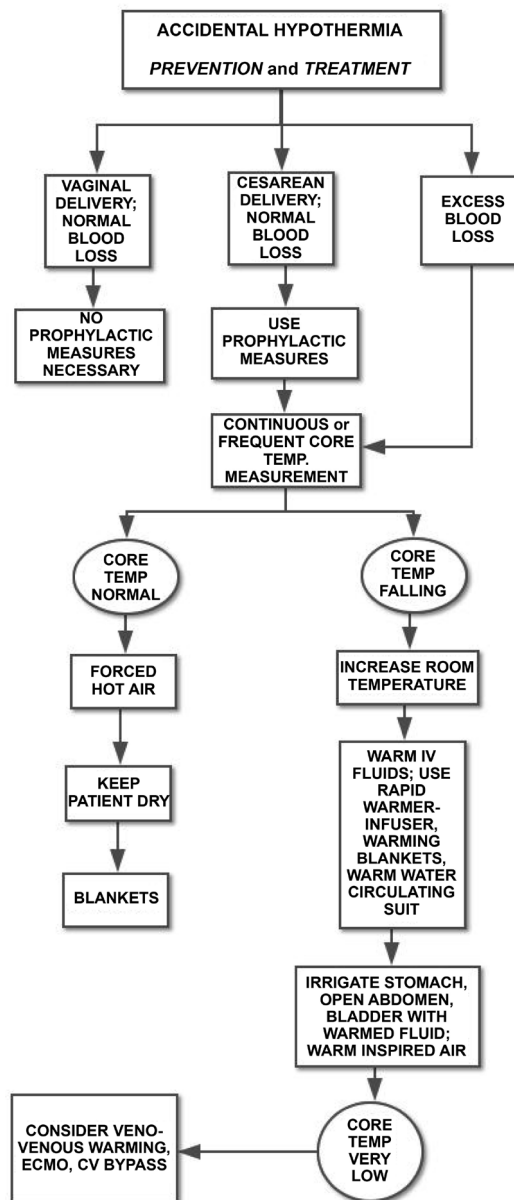 ACCIDENTAL HYPOTHERMIA
PREVENTION and TREATMENT
VAGINAL
DELIVERY;
NORMAL
BLOOD
LOSS
CESAREAN
DELIVERY;
NORMAL
BLOOD
LOSS
EXCESS
BLOOD
LOSS
NO
PROPHYLACTIC
MEASURES
NECESSARY
USE
PROPHYLACTIC
MEASURES
CONTINUOUS or
FREQUENT CORE
TEMP.
MEASUREMENT
CORE
TEMP
NORMAL
CORE
TEMP
FALLING
FORCED
HOT AIR
INCREASE ROOM
TEMPERATURE
KEEP
PATIENT DRY
WARM IV
FLUIDS; USE
RAPID
WARMER-
INFUSER,
WARMING
BLANKETS,
WARM WATER
CIRCULATING
SUIT
BLANKETS
IRRIGATE STOMACH,
OPEN ABDOMEN,
BLADDER WITH
WARMED FLUID;
WARM INSPIRED AIR
CORE
TEMP
VERY
LOW
CONSIDER VENO-
VENOUS WARMING,
ECMO, CV BYPASS